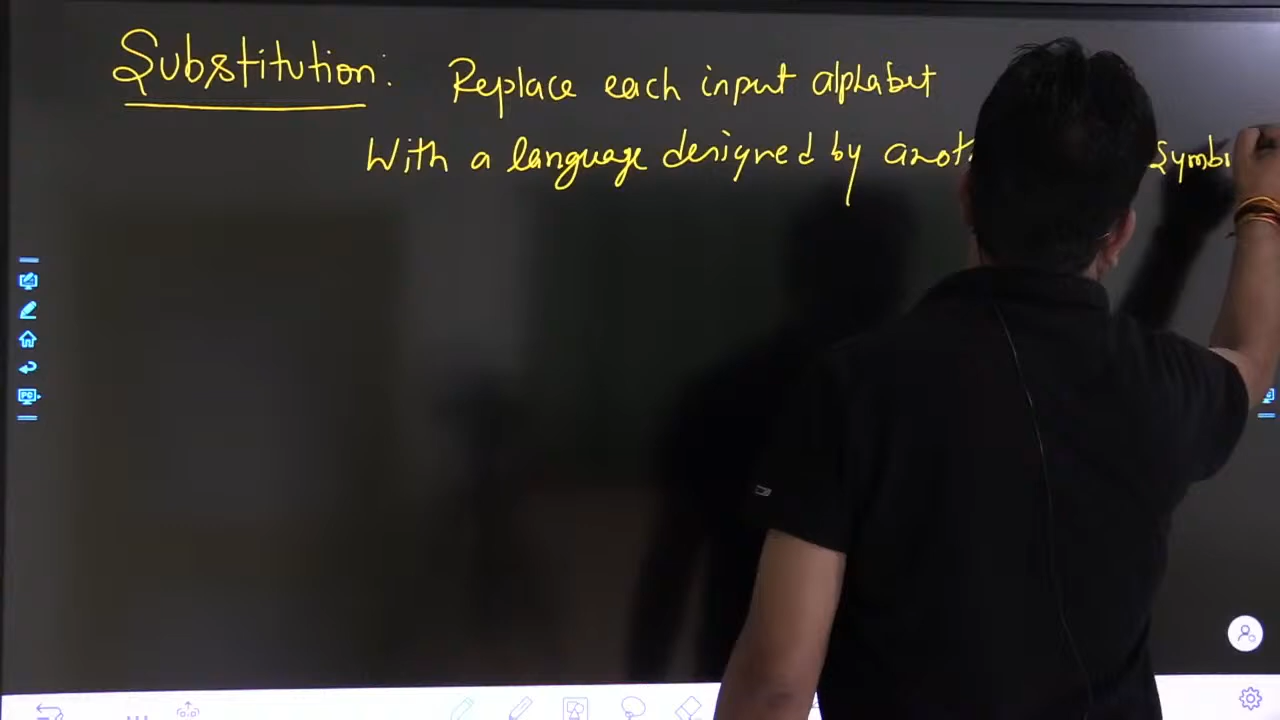 Substitution: Replace each input alphabet
With a language designed by